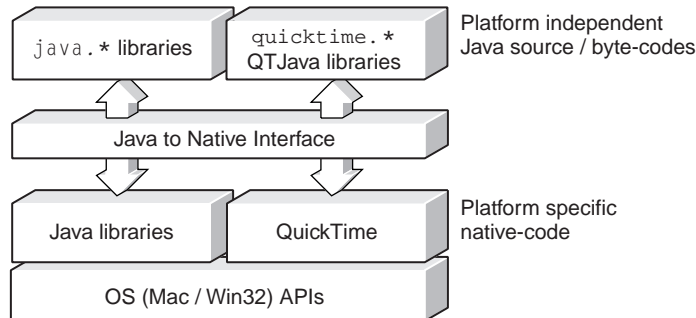 java.* libraries
quicktime.*
QTJava libraries
Platform independent
Java source / byte-codes
Java to Native Interface
Java libraries
QuickTime
Platform specific
native-code
OS (Mac / Win32) APIs